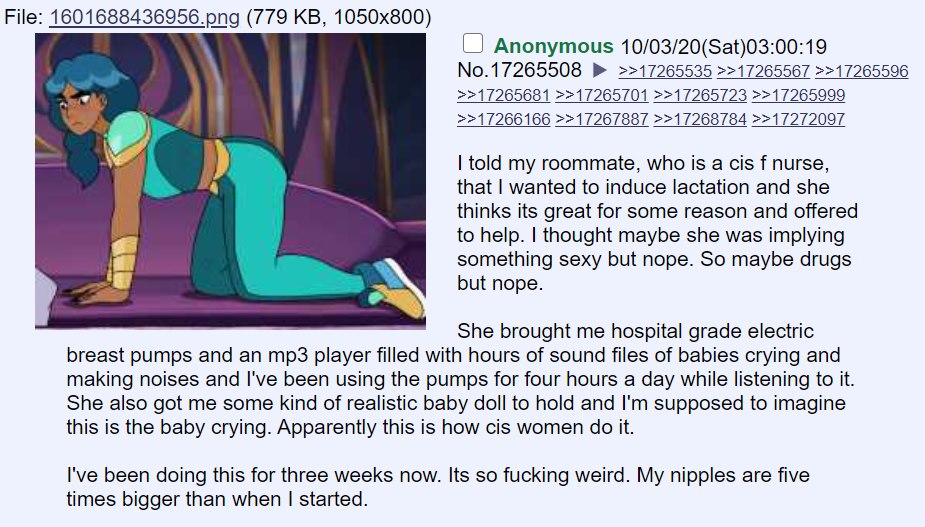 File: 1601688436956.png (779 KB, 1050x800)
Anonymous 10/03/20(Sat)03:00:19
No.17265508 ▶ >>17265535 >>17265567 >>17265596
>>17265681 >>17265701 >>17265723 >>17265999
>>17266166 >>17267887 >>17268784 >>17272097
I told my roommate, who is a cis f nurse,
that I wanted to induce lactation and she
thinks its great for some reason and offered
to help. I thought maybe she was implying
something sexy but nope. So maybe drugs
but nope.
She brought me hospital grade electric
breast pumps and an mp3 player filled with hours of sound files of babies crying and
making noises and I've been using the pumps for four hours a day while listening to it.
She also got me some kind of realistic baby doll to hold and I'm supposed to imagine
this is the baby crying. Apparently this is how cis women do it.
I've been doing this for three weeks now. Its so fucking weird. My nipples are five
times bigger than when I started.